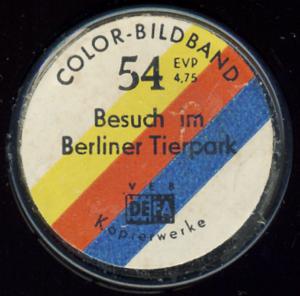 COLOR-BILDBAND
54 EVP 4,75
Besuch im
Berliner Tierpark
VEB
DEFA
Kopierwerke